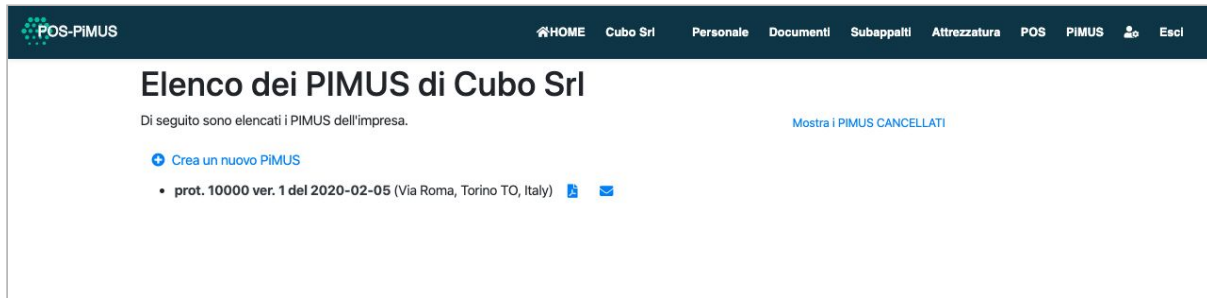 POS-PiMUS HOME Cubo Srl Personale Documenti Subappalti Attrezzatura POS PiMUS Esci
Elenco dei PIMUS di Cubo Srl
Di seguito sono elencati i PIMUS dell'impresa. Mostra i PIMUS CANCELLATI
Crea un nuovo PiMUS
• prot. 10000 ver. 1 del 2020-02-05 (Via Roma, Torino TO, Italy)